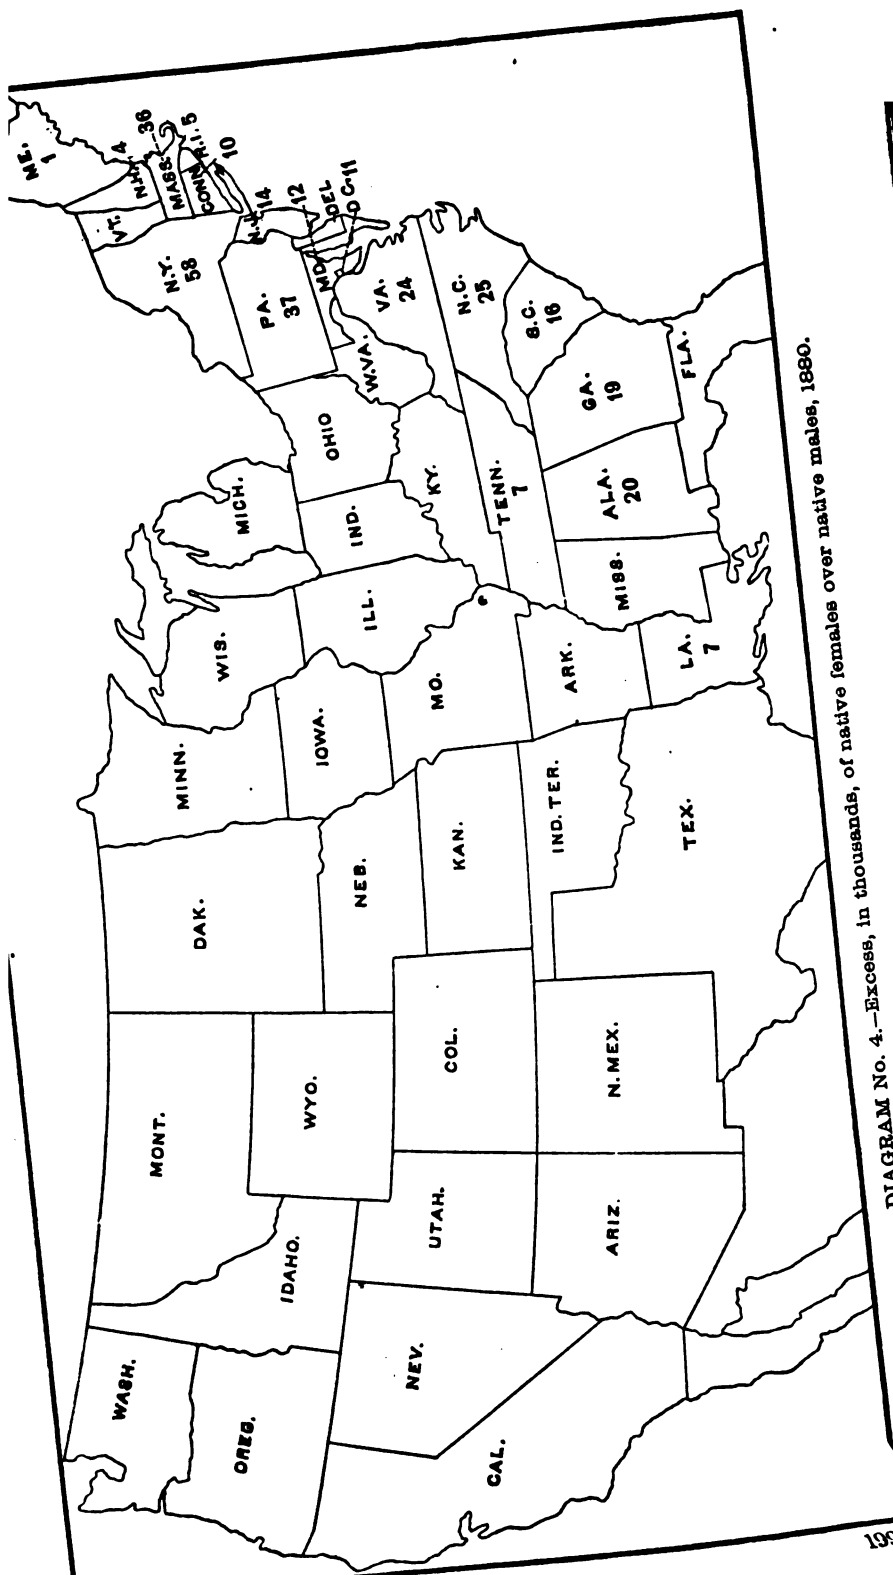 ME.
1
N.H. 4
VT.
MASS. 36
R.I. 5
CONN. 10
N.Y.
58
N.J. 14
PA.
37
12
DEL
MD.
D.C. 11
VA.
24
W.VA.
N.C.
25
S.C.
16
GA.
19
FLA.
OHIO
KY.
TENN.
7
ALA.
20
MICH.
IND.
MISS.
WIS.
ILL.
MO.
ARK.
LA.
7
MINN.
IOWA.
DAK.
NEB.
KAN.
IND. TER.
TEX.
MONT.
WYO.
COL.
N. MEX.
IDAHO.
UTAH.
ARIZ.
WASH.
OREG.
NEV.
CAL.
DIAGRAM No. 4.—Excess, in thousands, of native females over native males, 1880.